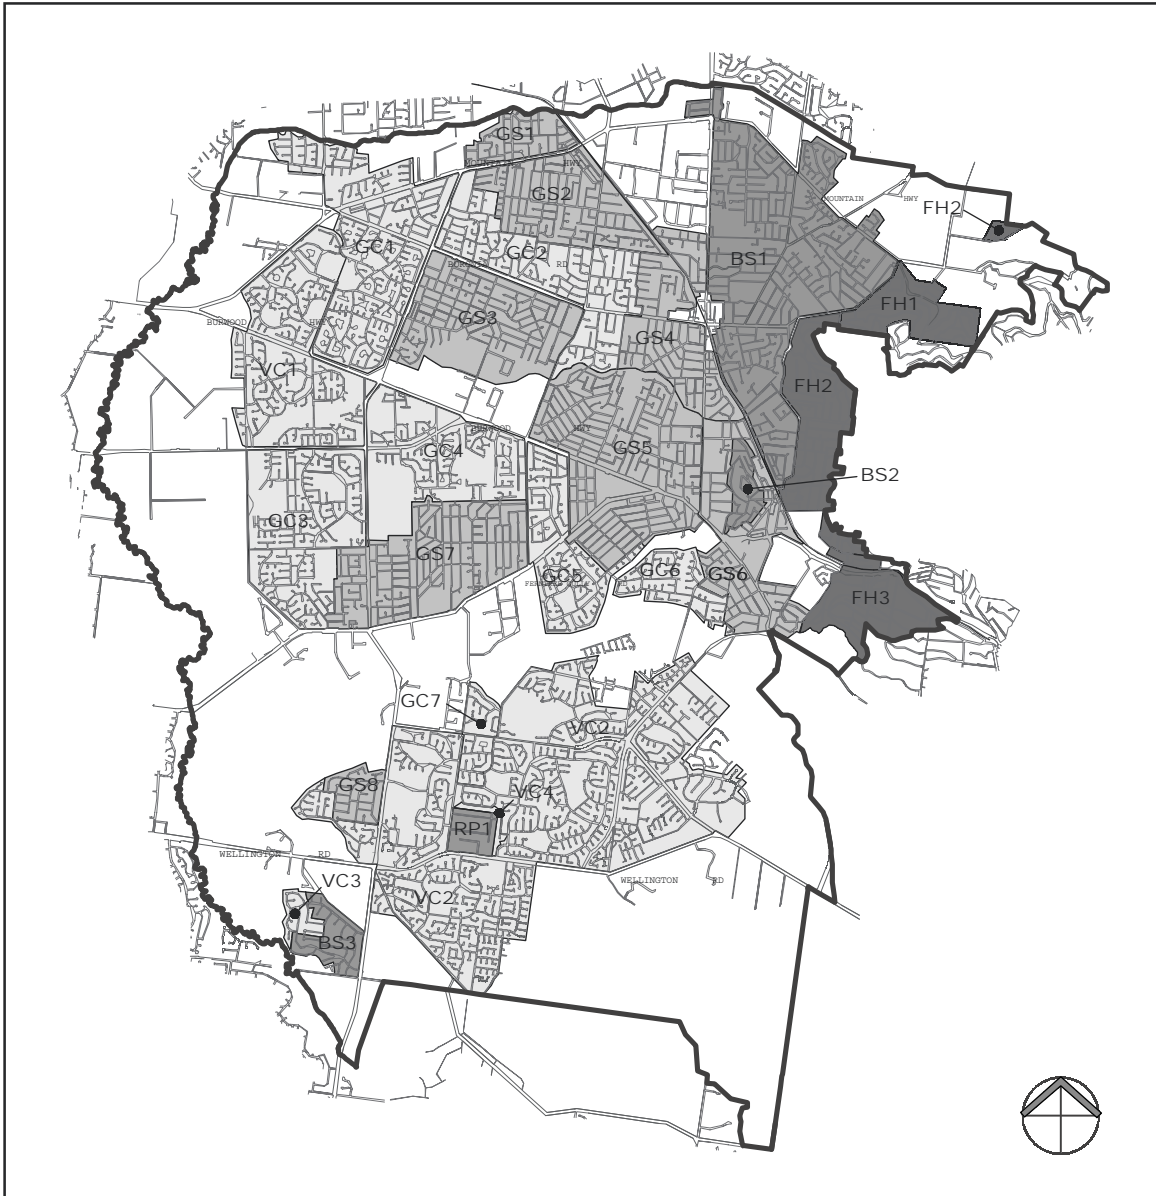 GS1
MOUNTAIN HWY
GS2
MOUNTAIN HWY
FH2
GC1
GC2
BURWOOD HWY
RD
BS1
FH1
GS3
GS4
VC1
FH2
BURWOOD HWY
GC4
GS5
BS2
GC3
GS7
GC5
GC6
GS6
RD
FH3
GC7
VC2
GS8
VC4
RP1
WELLINGTON RD
VC3
WELLINGTON RD
VC2
BS3